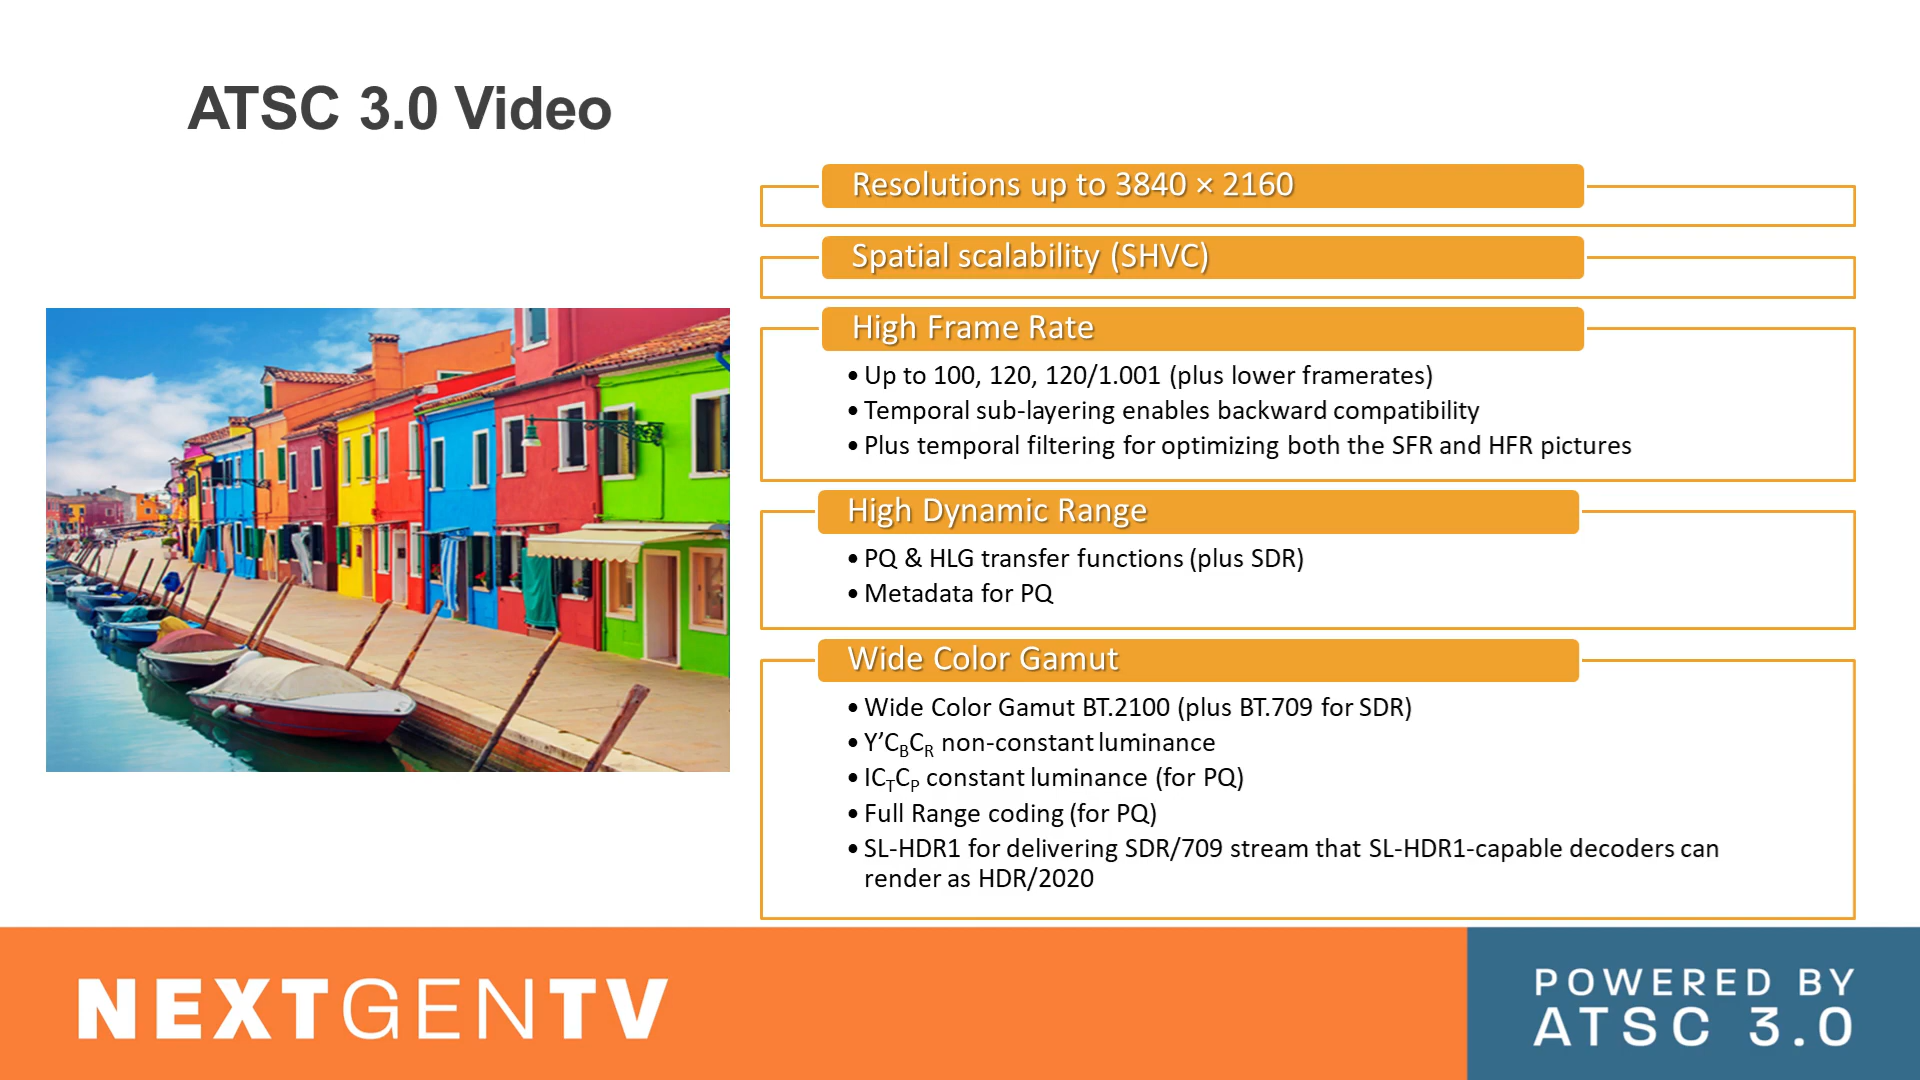 ATSC 3.0 Video
Resolutions up to 3840 × 2160
Spatial scalability (SHVC)
High Frame Rate
• Up to 100, 120, 120/1.001 (plus lower framerates)
• Temporal sub-layering enables backward compatibility
• Plus temporal filtering for optimizing both the SFR and HFR pictures
High Dynamic Range
• PQ & HLG transfer functions (plus SDR)
• Metadata for PQ
Wide Color Gamut
• Wide Color Gamut BT.2100 (plus BT.709 for SDR)
• Y’CBCR non-constant luminance
• ICTCP constant luminance (for PQ)
• Full Range coding (for PQ)
• SL-HDR1 for delivering SDR/709 stream that SL-HDR1-capable decoders can
render as HDR/2020
NEXTGENTV
POWERED BY
ATSC 3.0